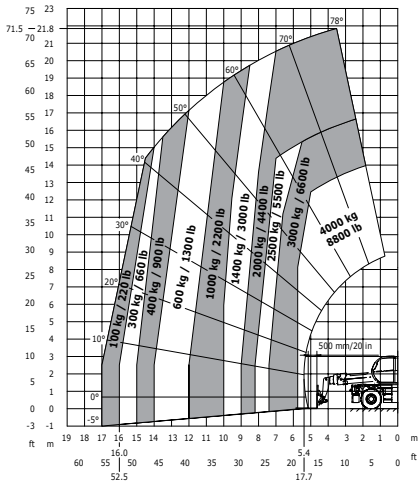 75 23 78°
71.5 21.8
70 21 70°
65 20
19 60°
60 18
55 17 50°
16
50 15
45 14 40°
13
40 12
35 11
10 30°
30 9
8
25 7 20°
20 6
5
15 4 10°
3
10 2
5 1 0°
0 0 -5°
-1 -1
ft m
100 kg / 220 lb
300 kg / 660 lb
400 kg / 900 lb
600 kg / 1300 lb
1000 kg / 2200 lb
1400 kg / 3000 lb
2000 kg / 4400 lb
2500 kg / 5500 lb
3000 kg / 6600 lb
4000 kg
8800 lb
500 mm/20 in
19 18 17 16 15 14 13 12 11 10 9 8 7 6 5 4 3 2 1 0 m
16.0 5.4
60 55 50 45 40 35 30 25 20 15 10 5 0 ft
52.5 17.7